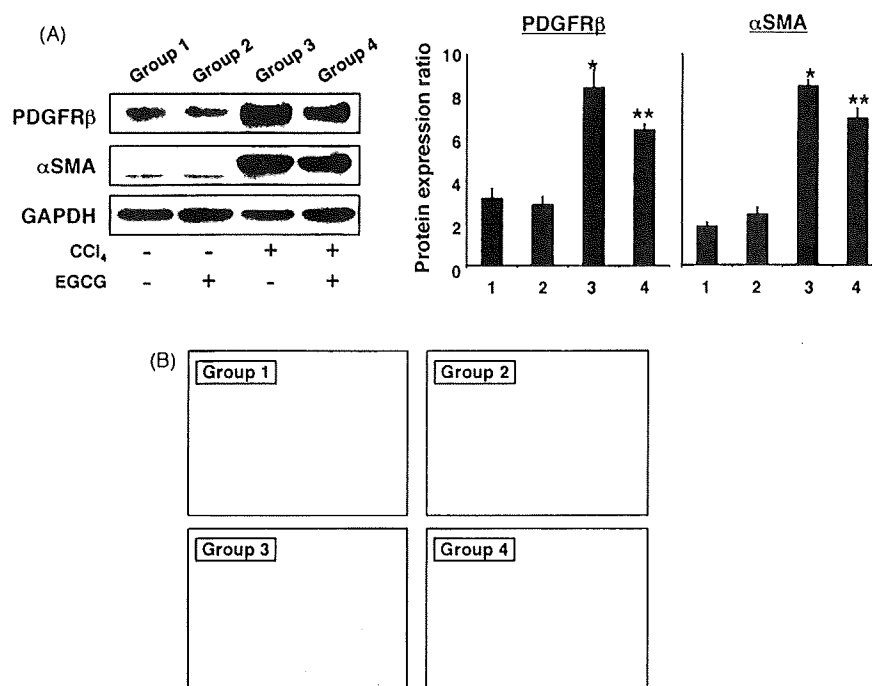 (A)
Group 1 Group 2 Group 3 Group 4
PDGFRβ
αSMA
GAPDH
CCl4 - - + +
EGCG - + - +
PDGFRβ αSMA
Protein expression ratio
10
8
6
4
2
0
* ** * **
1 2 3 4 1 2 3 4
(B)
Group 1 Group 2
Group 3 Group 4